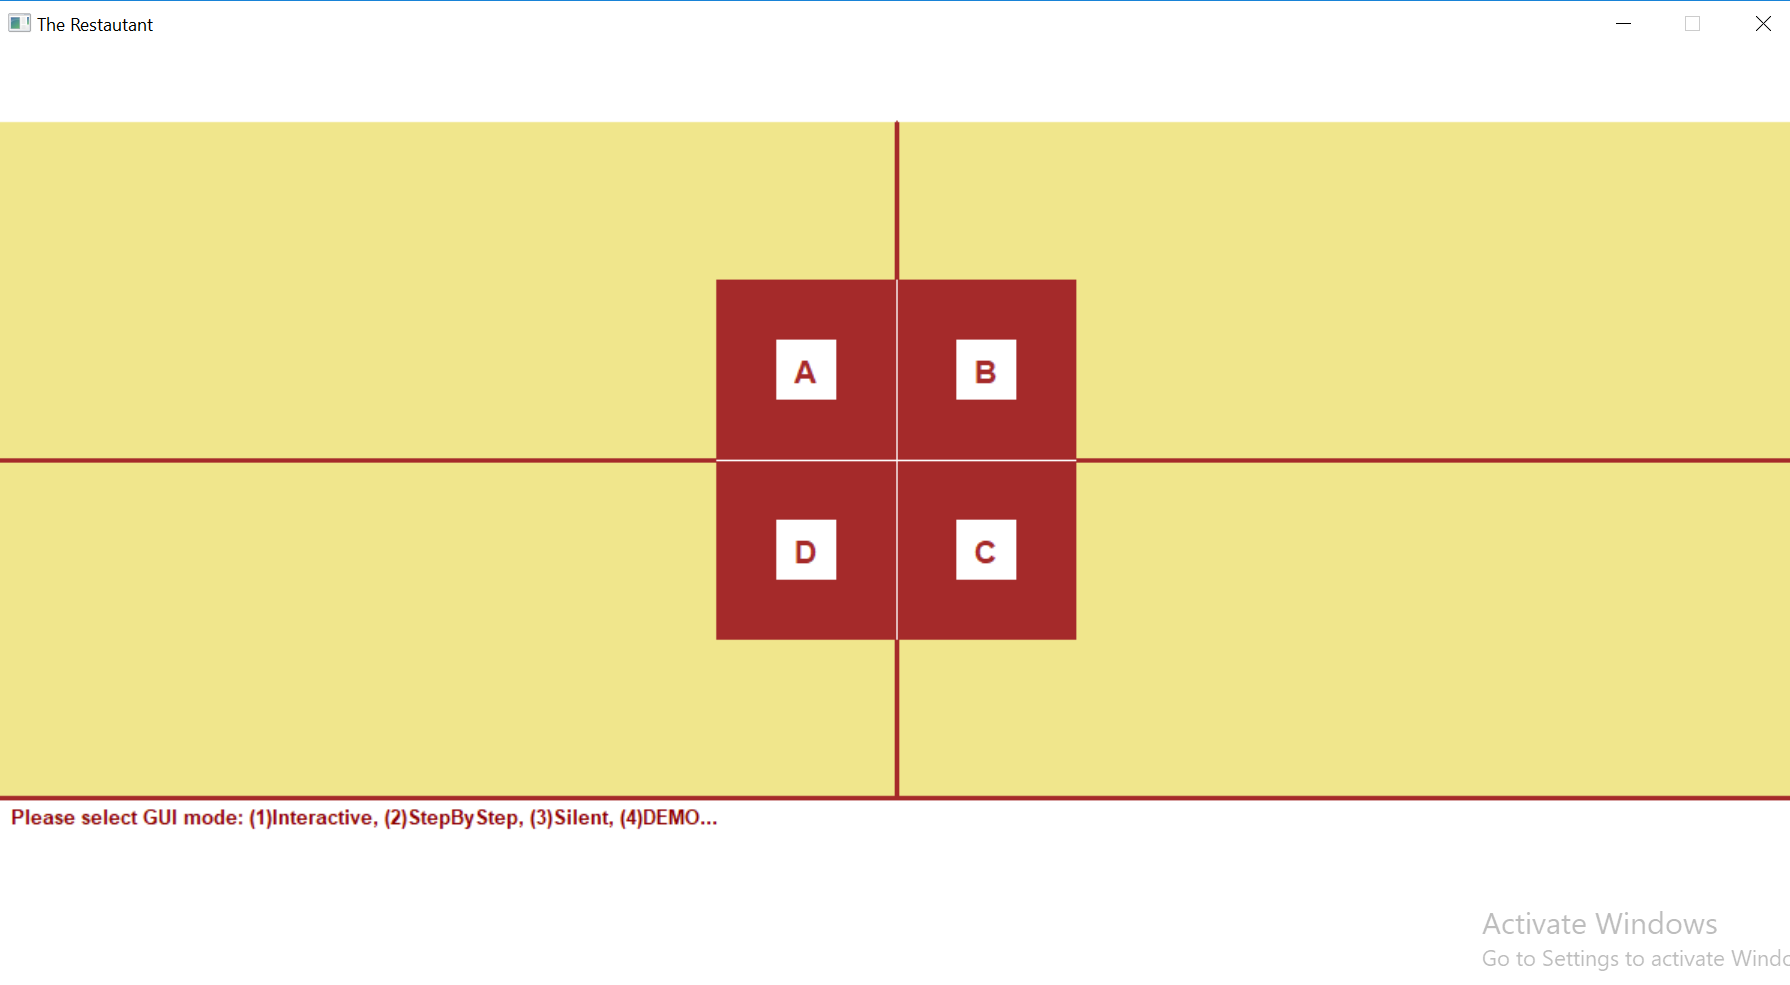 The Restautant
A
B
D
C
Please select GUI mode: (1)Interactive, (2)StepByStep, (3)Silent, (4)DEMO...
Activate Windows
Go to Settings to activate